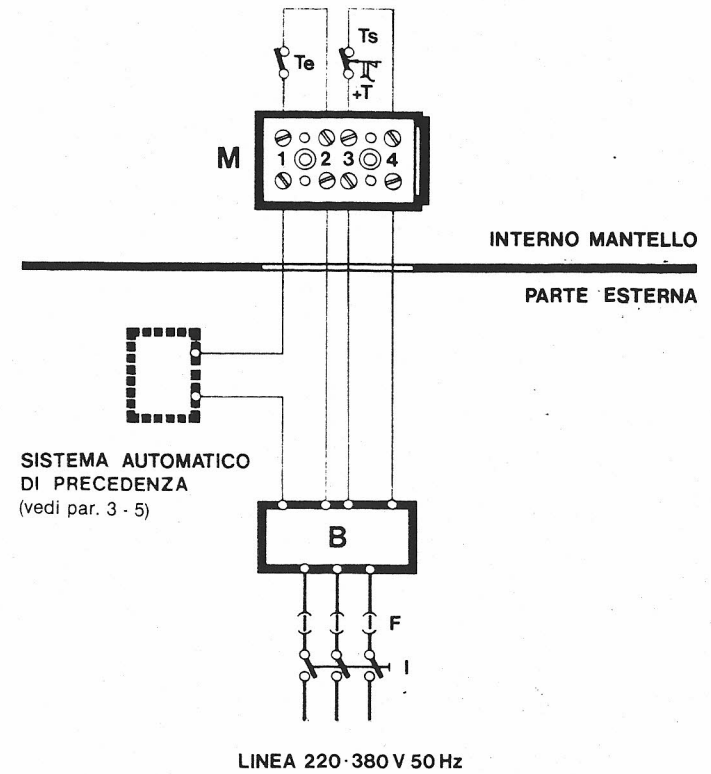 Te
Ts
+T
M
1 2 3 4
INTERNO MANTELLO
PARTE ESTERNA
SISTEMA AUTOMATICO
DI PRECEDENZA
(vedi par. 3 - 5)
B
F
I
LINEA 220·380 V 50 Hz